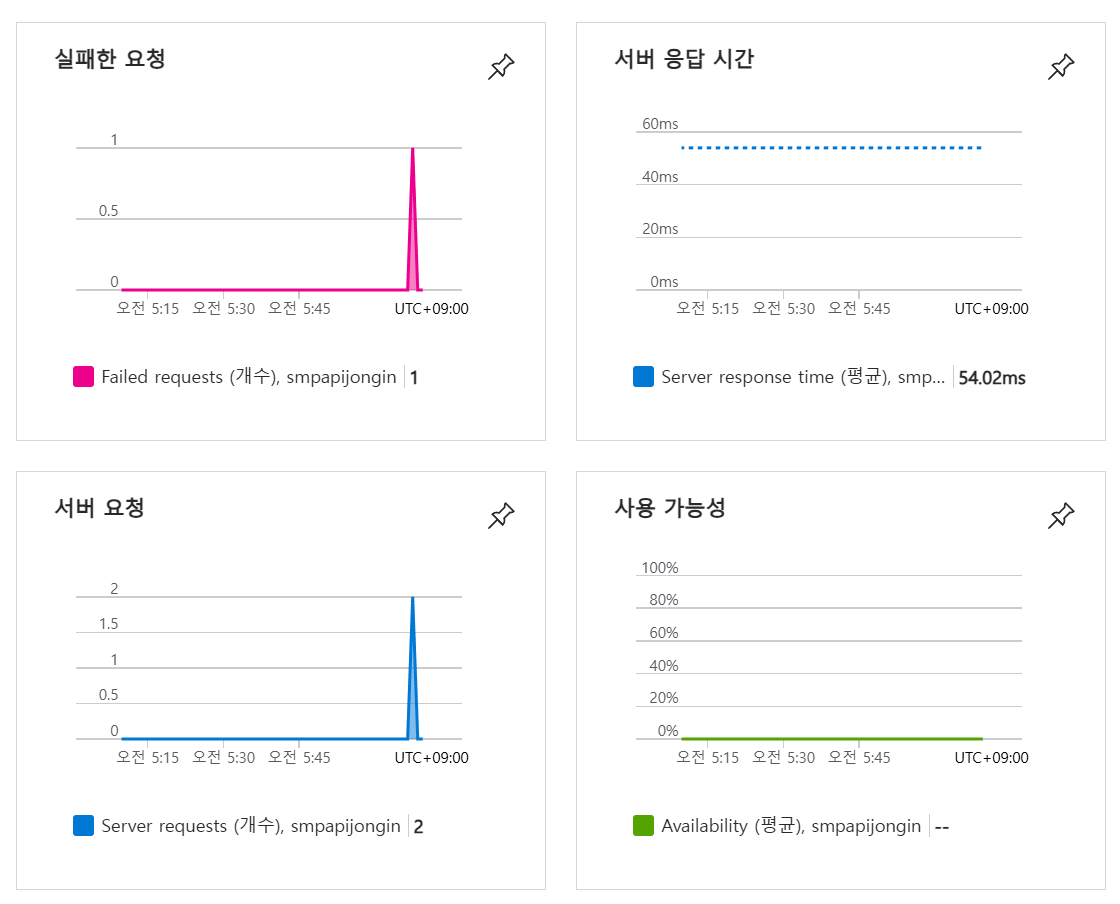 실패한 요청
1
0.5
0
오전 5:15 오전 5:30 오전 5:45 UTC+09:00
Failed requests (개수), smpapijongin 1
서버 응답 시간
60ms
40ms
20ms
0ms
오전 5:15 오전 5:30 오전 5:45 UTC+09:00
Server response time (평균), smp... 54.02ms
서버 요청
2
1.5
1
0.5
0
오전 5:15 오전 5:30 오전 5:45 UTC+09:00
Server requests (개수), smpapijongin 2
사용 가능성
100%
80%
60%
40%
20%
0%
오전 5:15 오전 5:30 오전 5:45 UTC+09:00
Availability (평균), smpapijongin --